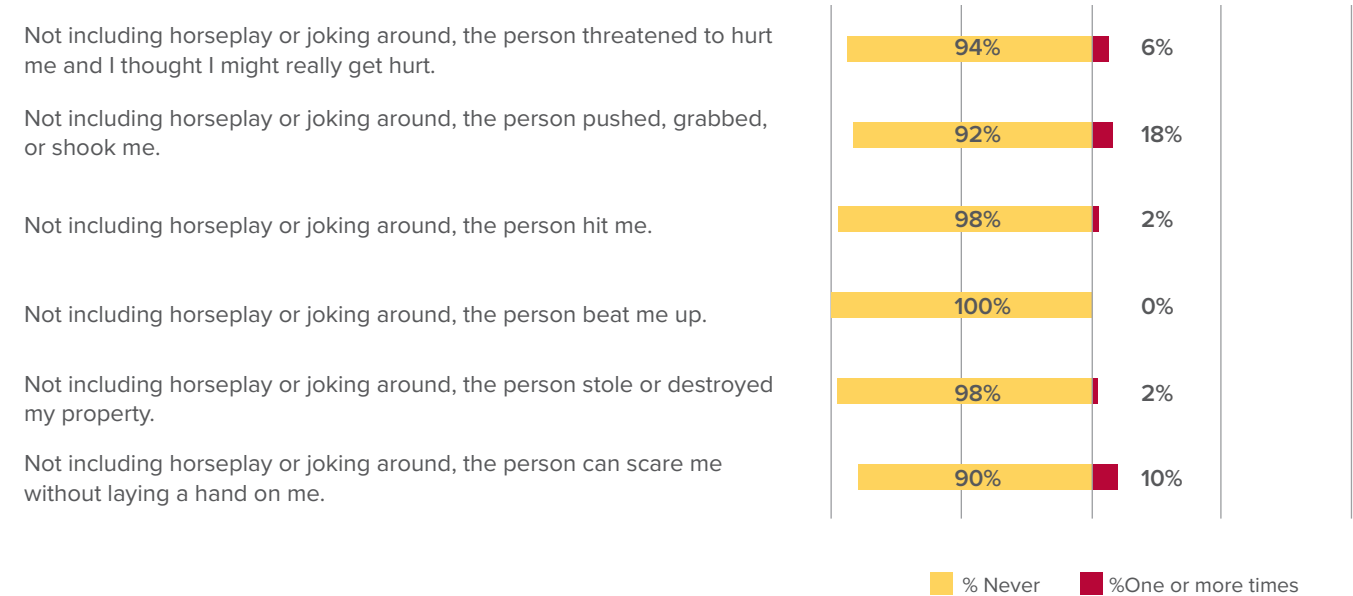 Not including horseplay or joking around, the person threatened to hurt
me and I thought I might really get hurt.
94%
6%
Not including horseplay or joking around, the person pushed, grabbed,
or shook me.
92%
18%
Not including horseplay or joking around, the person hit me.
98%
2%
Not including horseplay or joking around, the person beat me up.
100%
0%
Not including horseplay or joking around, the person stole or destroyed
my property.
98%
2%
Not including horseplay or joking around, the person can scare me
without laying a hand on me.
90%
10%
% Never
%One or more times